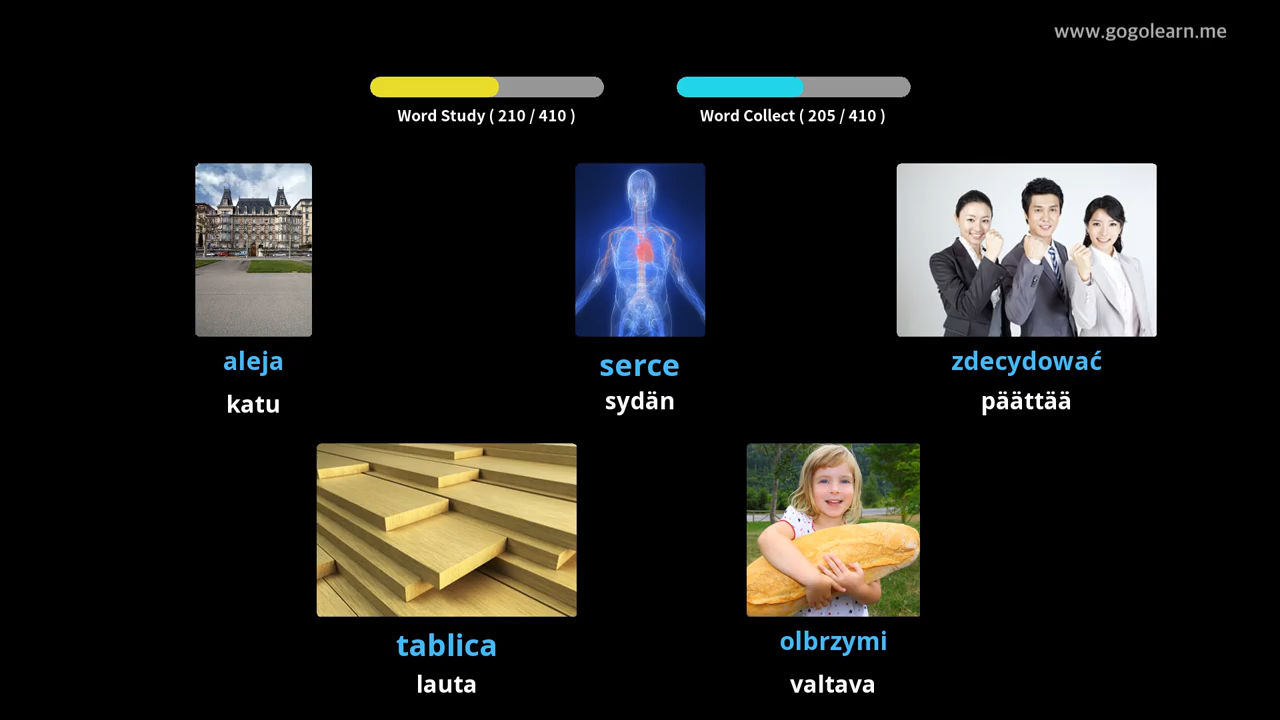 www.gogolearn.me
Word Study ( 210 / 410 )
Word Collect ( 205 / 410 )
aleja
katu
serce
sydän
zdecydować
päättää
tablica
lauta
olbrzymi
valtava